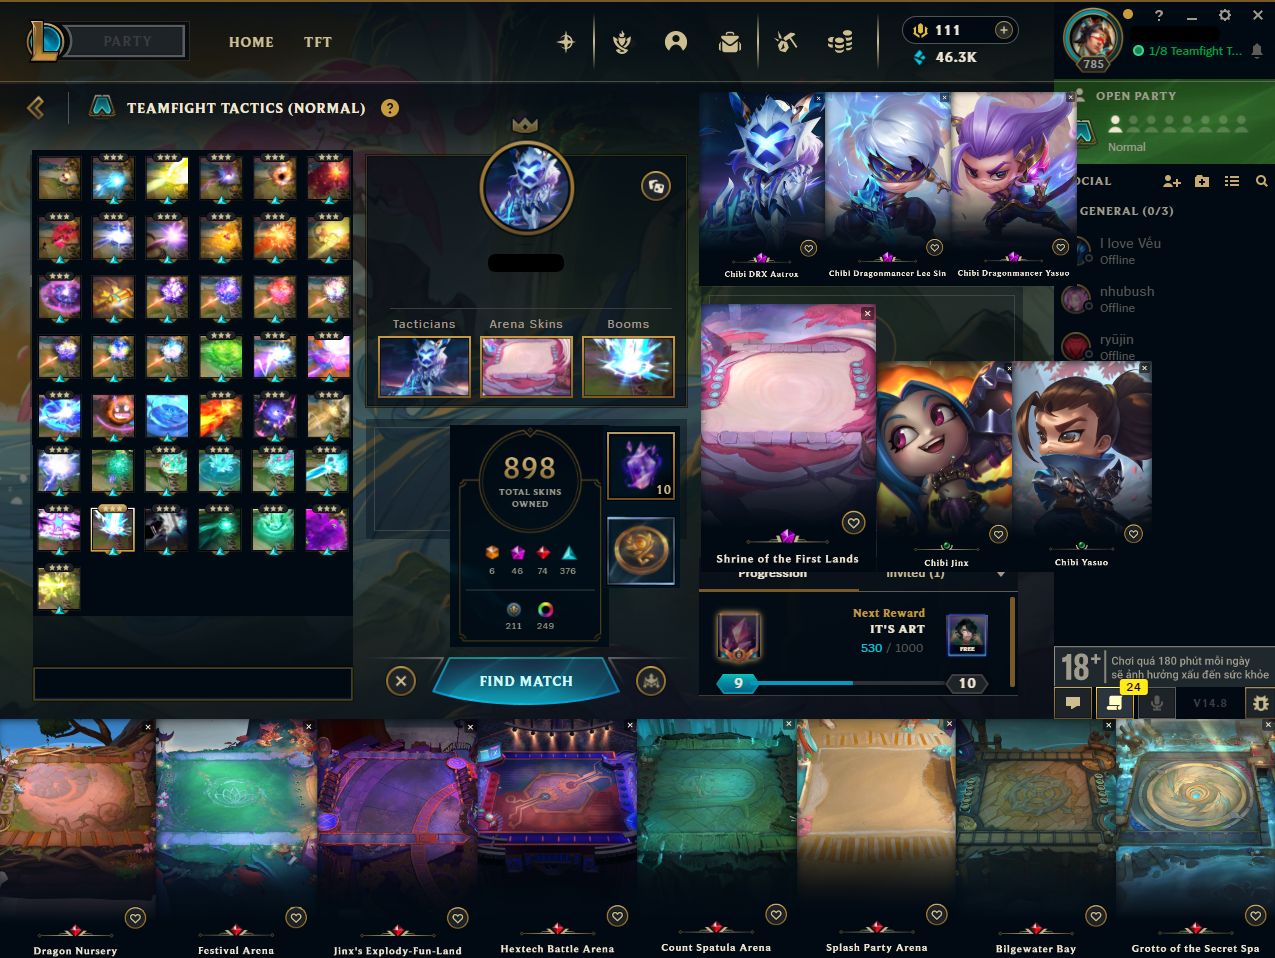 PARTY
HOME
TFT
111
46.3K
785
1/8 Teamfight T...
TEAMFIGHT TACTICS (NORMAL)
?
OPEN PARTY
Normal
OCIAL
GENERAL (0/3)
I love Vếu
Offline
nhubush
Offline
ryūjin
Offline
Chibi DRX Aatrox
Chibi Dragonmancer Lee Sin
Chibi Dragonmancer Yasuo
Tacticians
Arena Skins
Booms
898
TOTAL SKINS
OWNED
6
46
74
376
211
249
10
Shrine of the First Lands
Chibi Jinx
Chibi Yasuo
Progression
Invited (1)
Next Reward
IT'S ART
530 / 1000
FREE
9
10
FIND MATCH
18+
Chơi quá 180 phút mỗi ngày
sẽ ảnh hưởng xấu đến sức khỏe
24
V14.8
Dragon Nursery
Festival Arena
Jinx's Explody-Fun-Land
Hextech Battle Arena
Count Spatula Arena
Splash Party Arena
Bilgewater Bay
Grotto of the Secret Spa